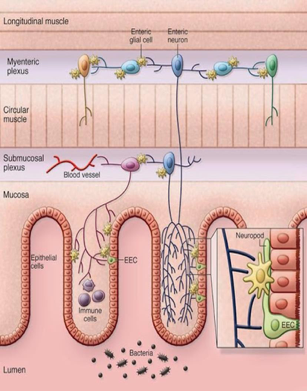 Longitudinal muscle
Enteric
glial cell
Enteric
neuron
Myenteric
plexus
Circular
muscle
Submucosal
plexus
Blood vessel
Mucosa
Neuropod
Epithelial
cells
EEC
Immune
cells
EEC
Bacteria
Lumen